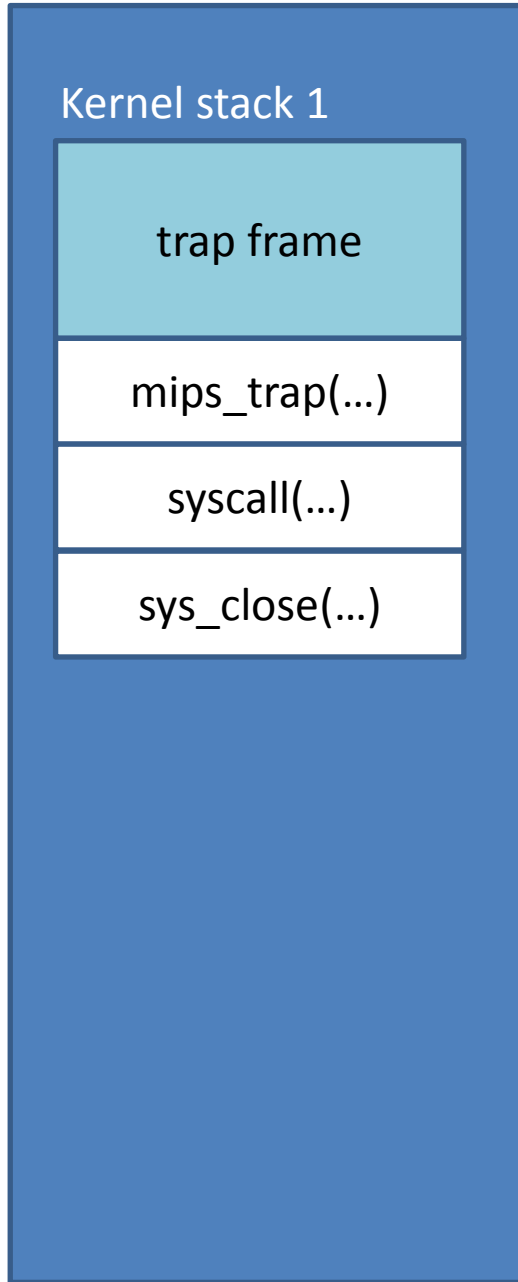 Kernel stack 1
trap frame
mips_trap(…)
syscall(…)
sys_close(…)